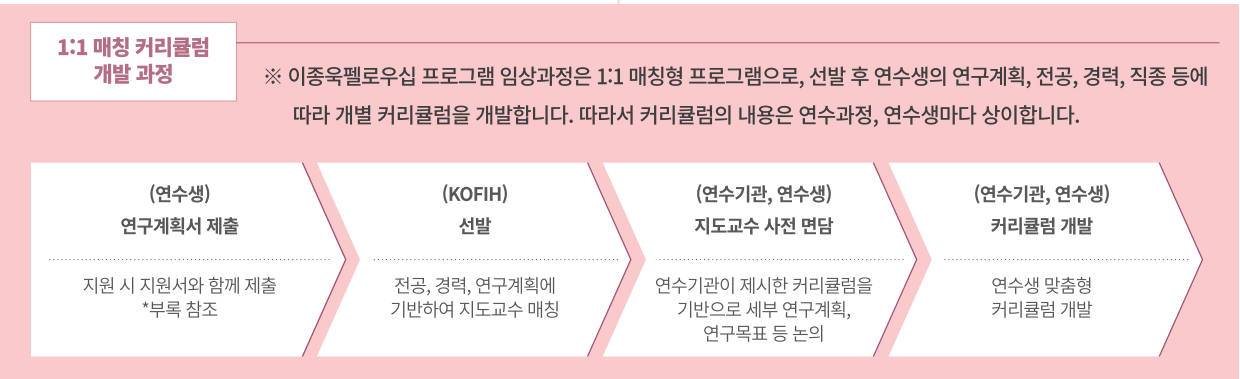 1:1 매칭 커리큘럼
개발 과정
※ 이종욱펠로우십 프로그램 임상과정은 1:1 매칭형 프로그램으로, 선발 후 연수생의 연구계획, 전공, 경력, 직종 등에
따라 개별 커리큘럼을 개발합니다. 따라서 커리큘럼의 내용은 연수과정, 연수생마다 상이합니다.
(연수생)
연구계획서 제출
지원 시 지원서와 함께 제출
*부록 참조
(KOFIH)
선발
전공, 경력, 연구계획에
기반하여 지도교수 매칭
(연수기관, 연수생)
지도교수 사전 면담
연수기관이 제시한 커리큘럼을
기반으로 세부 연구계획,
연구목표 등 논의
(연수기관, 연수생)
커리큘럼 개발
연수생 맞춤형
커리큘럼 개발